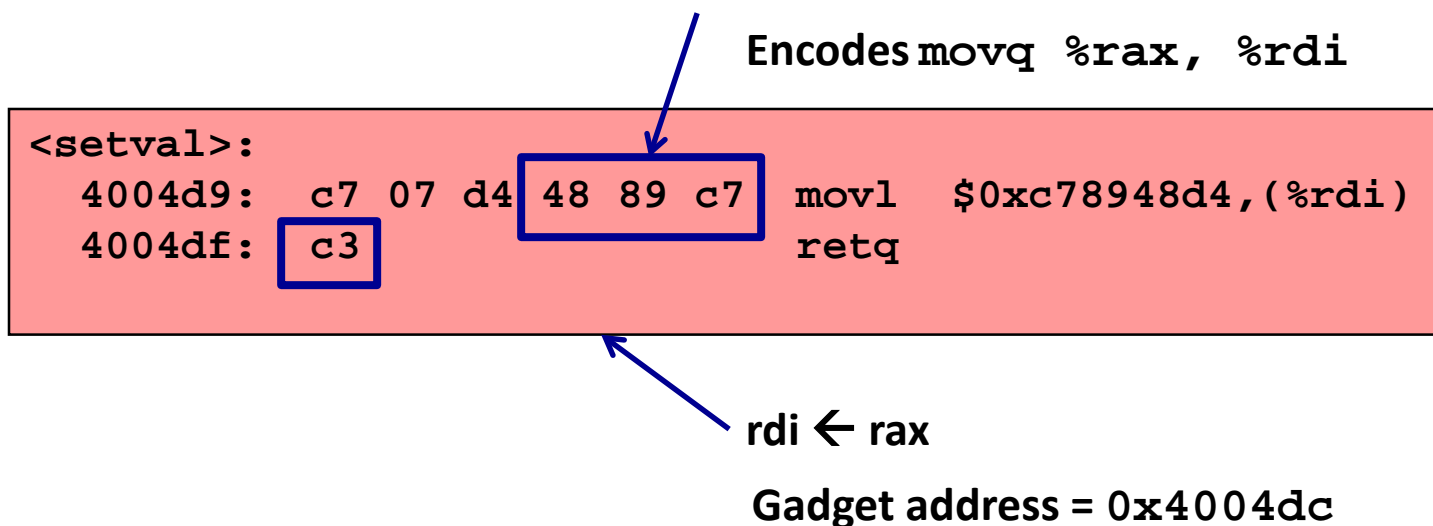 Encodes movq %rax, %rdi
<setval>:
4004d9: c7 07 d4 48 89 c7 movl $0xc78948d4,(%rdi)
4004df: c3 retq
rdi ← rax
Gadget address = 0x4004dc